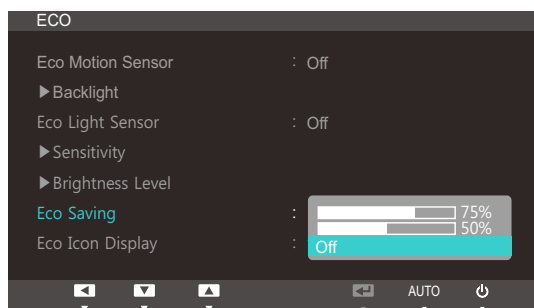 ECO
Eco Motion Sensor : Off
▶Backlight
Eco Light Sensor : Off
▶Sensitivity
▶Brightness Level
Eco Saving : 75%
50%
Eco Icon Display : Off
AUTO